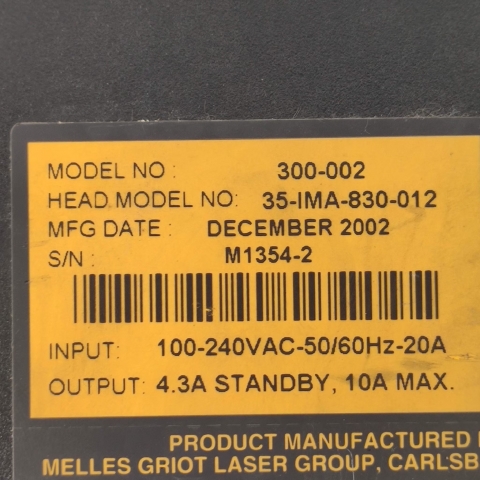 MODEL NO : 300-002
HEAD MODEL NO: 35-IMA-830-012
MFG DATE : DECEMBER 2002
S/N : M1354-2
INPUT: 100-240VAC-50/60Hz-20A
OUTPUT: 4.3A STANDBY, 10A MAX.
PRODUCT MANUFACTURED
MELLES GRIOT LASER GROUP, CARLSB